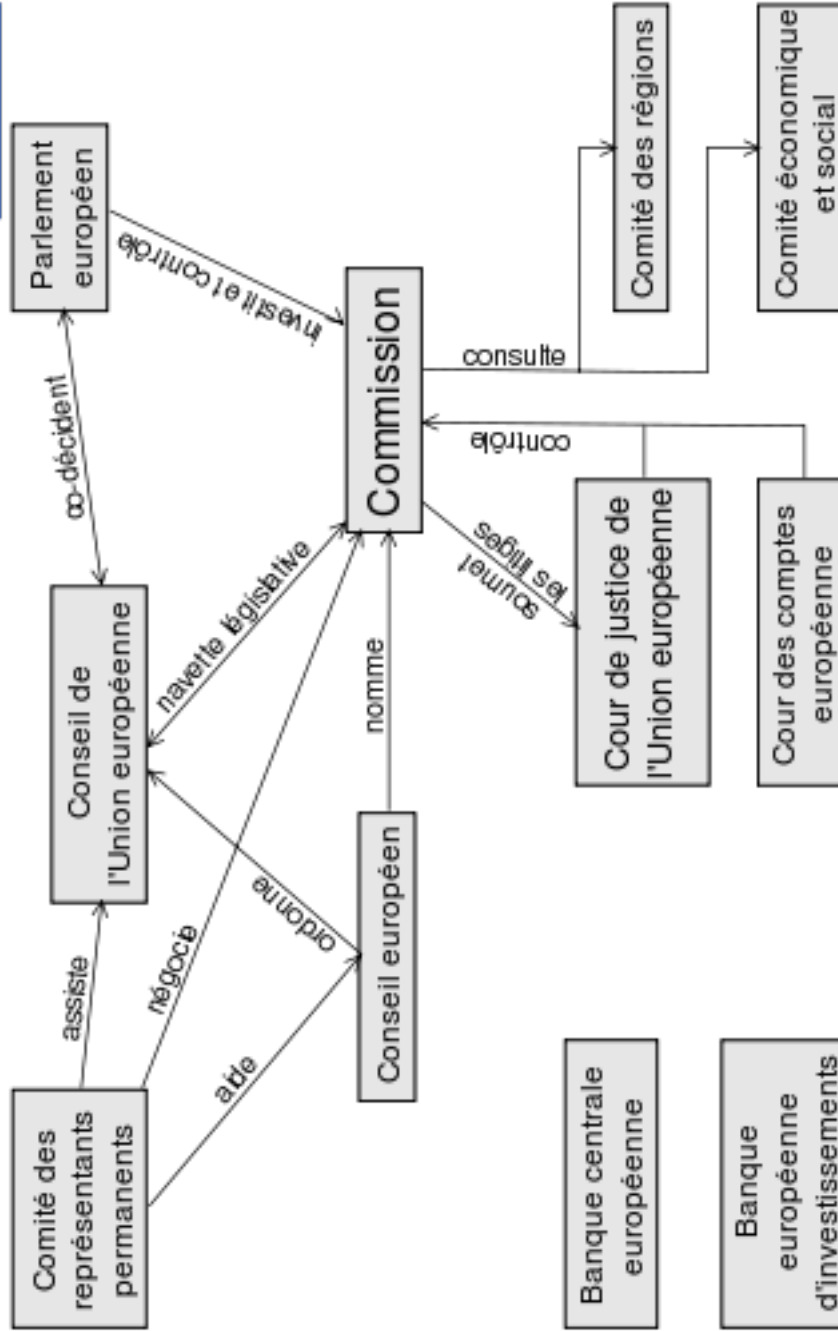 Comité des
représentants
permanents
assiste
négocie
aide
Conseil de
l'Union européenne
co-décident
Parlement
européen
ordonne
navette législative
investit et contrôle
Conseil européen
nomme
Commission
soumet
les litiges
contrôle
consulte
Banque centrale
européenne
Cour de justice de
l'Union européenne
Comité des régions
Banque
européenne
d'investissements
Cour des comptes
européenne
Comité économique
et social